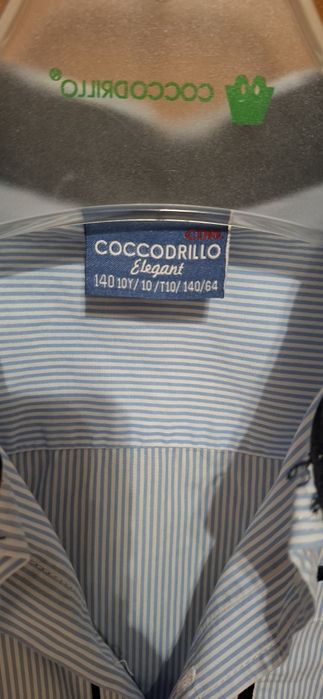 COCCODRILLO®
COCCODRILLO
Elegant
140 10Y/ 10 /T10/ 140/64